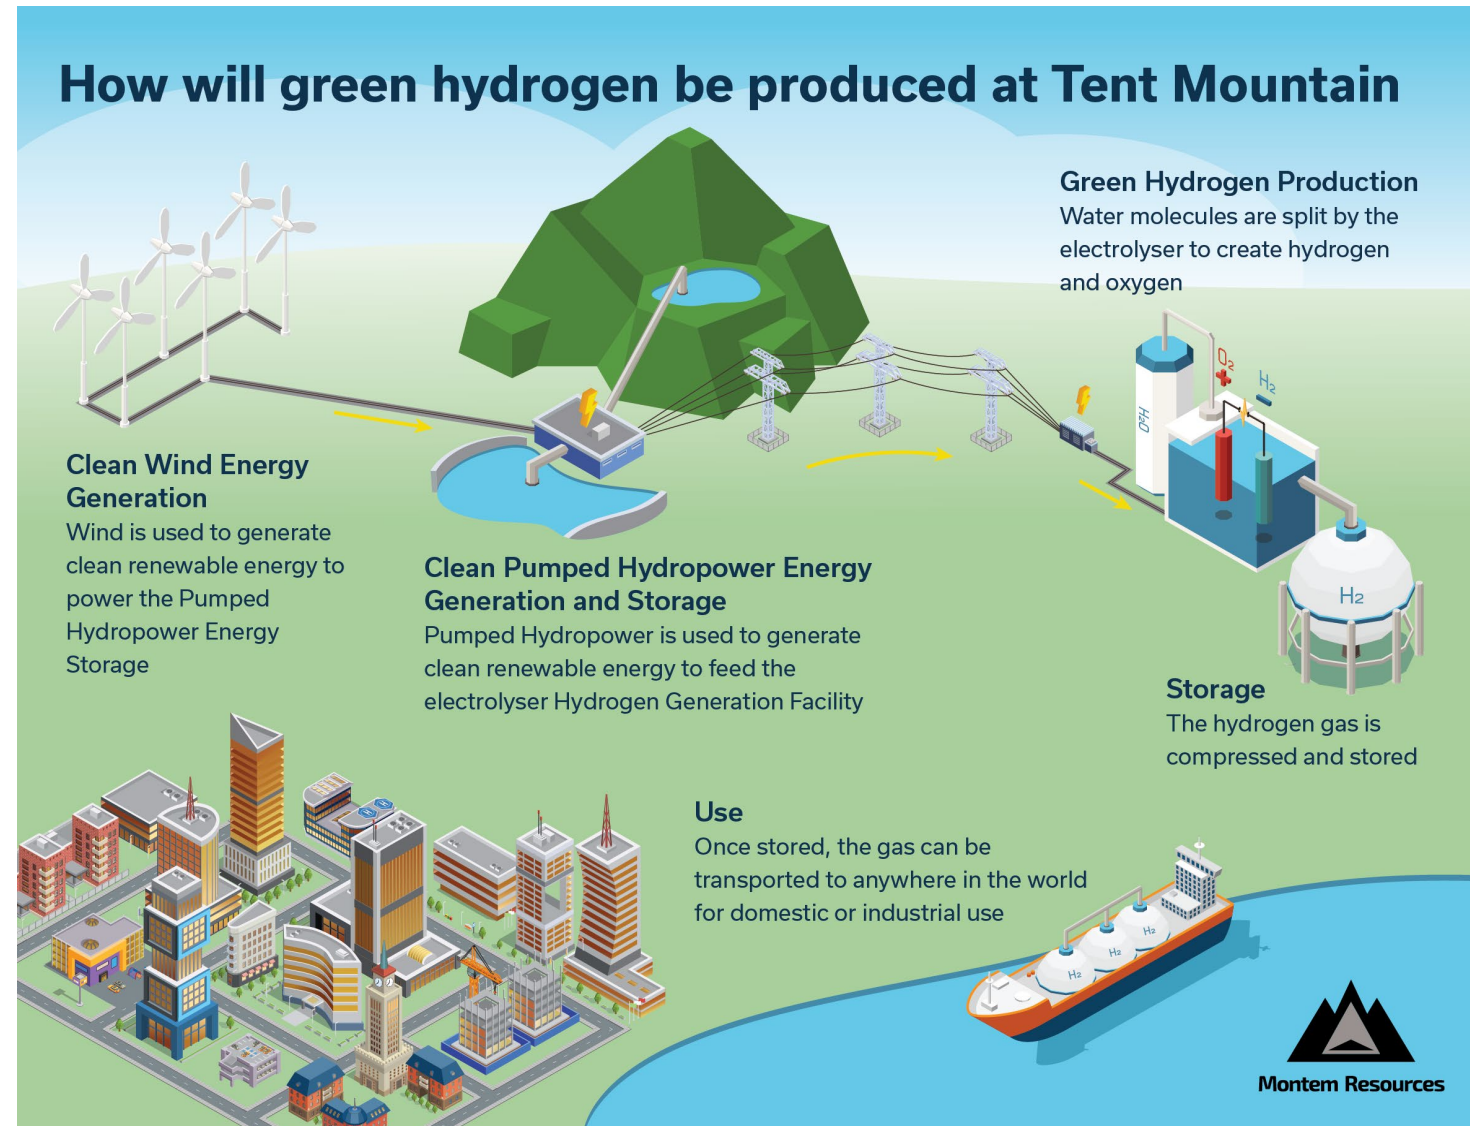 How will green hydrogen be produced at Tent Mountain
Green Hydrogen Production
Water molecules are split by the
electrolyser to create hydrogen
and oxygen
O2
H2
H2O
H2
Clean Wind Energy
Generation
Wind is used to generate
clean renewable energy to
power the Pumped
Hydropower Energy
Storage
Clean Pumped Hydropower Energy
Generation and Storage
Pumped Hydropower is used to generate
clean renewable energy to feed the
electrolyser Hydrogen Generation Facility
Storage
The hydrogen gas is
compressed and stored
Use
Once stored, the gas can be
transported to anywhere in the world
for domestic or industrial use
H2
H2
H2
H
H
Montem Resources